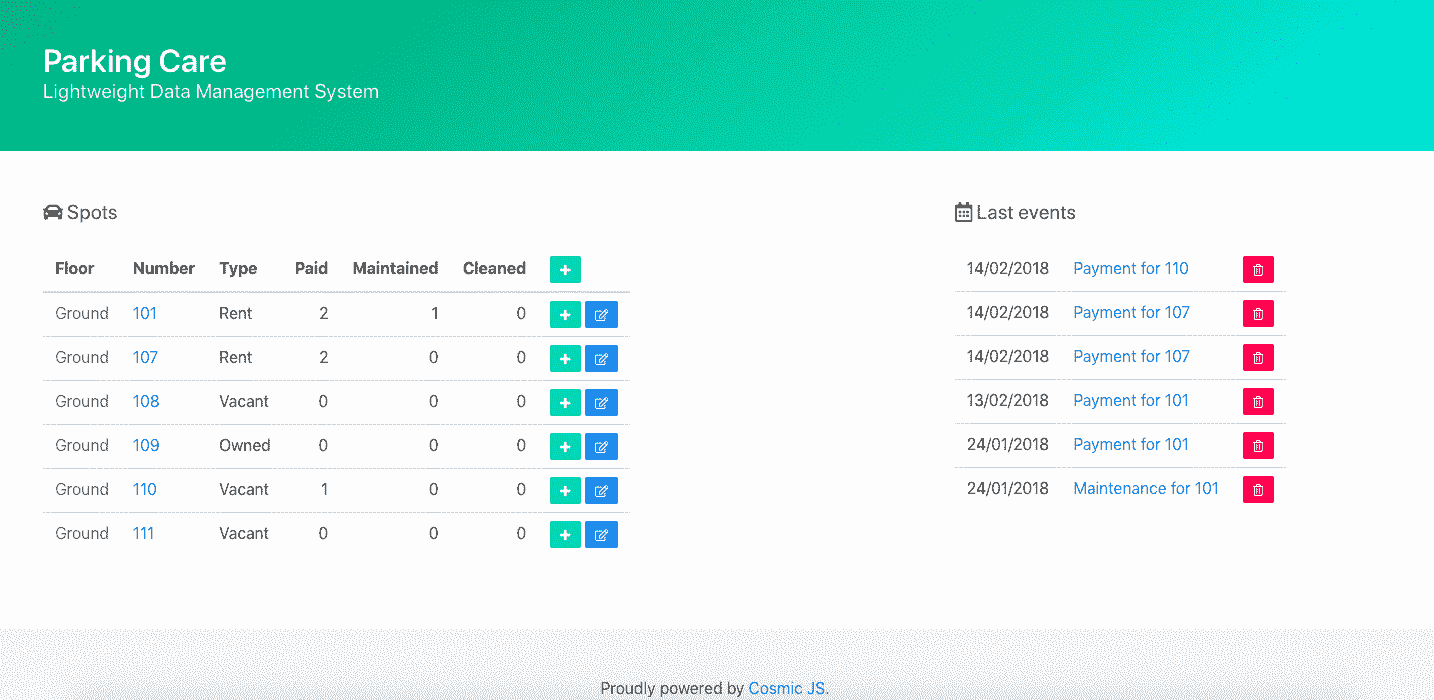 Parking Care
Lightweight Data Management System
Spots
Floor Number Type Paid Maintained Cleaned
Ground 101 Rent 2 1 0
Ground 107 Rent 2 0 0
Ground 108 Vacant 0 0 0
Ground 109 Owned 0 0 0
Ground 110 Vacant 1 0 0
Ground 111 Vacant 0 0 0
Last events
14/02/2018 Payment for 110
14/02/2018 Payment for 107
14/02/2018 Payment for 107
13/02/2018 Payment for 101
24/01/2018 Payment for 101
24/01/2018 Maintenance for 101
Proudly powered by Cosmic JS.